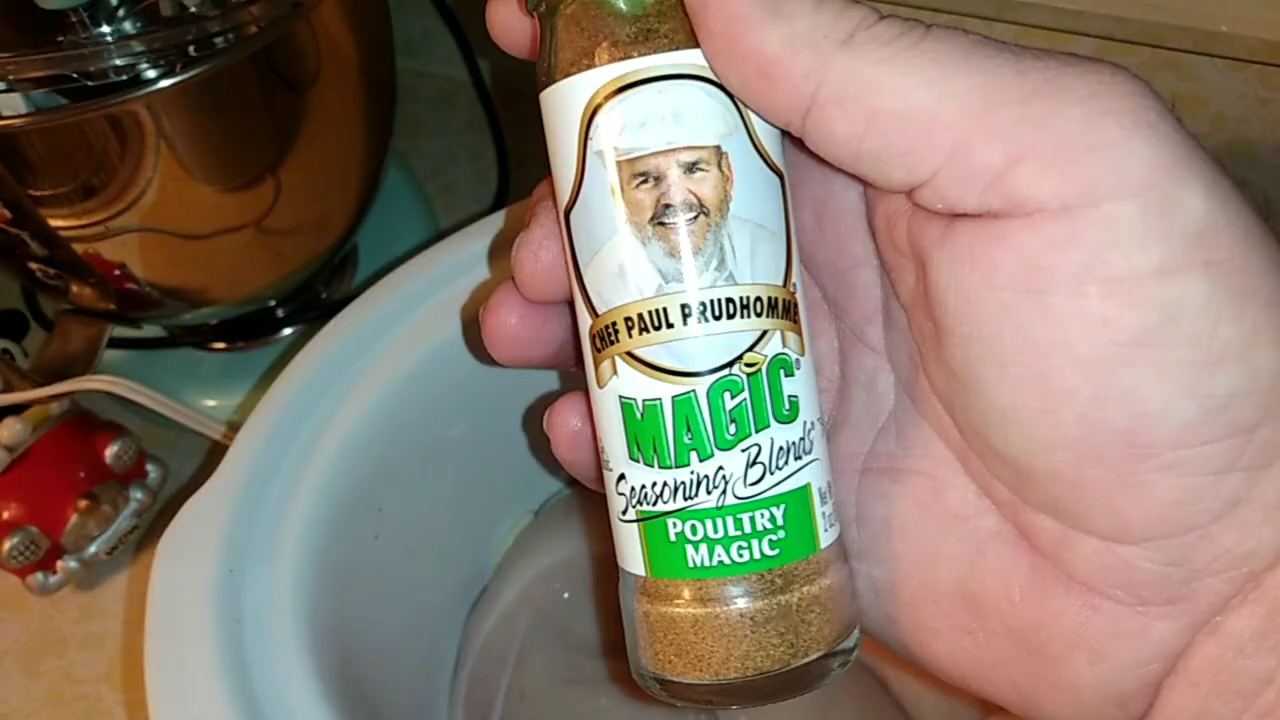 CHEF PAUL PRUDHOMME
MAGIC®
Seasoning Blends®
POULTRY
MAGIC®